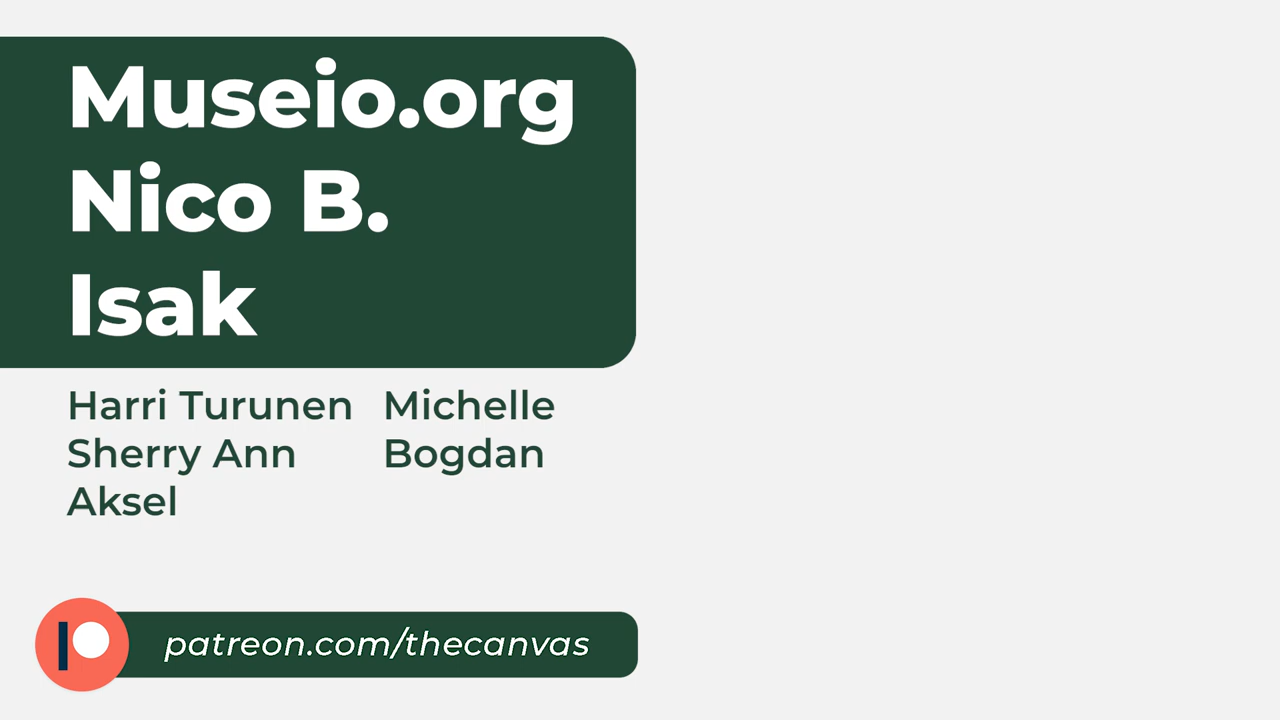 Museio.org
Nico B.
Isak
Harri Turunen
Sherry Ann
Aksel
Michelle
Bogdan
patreon.com/thecanvas